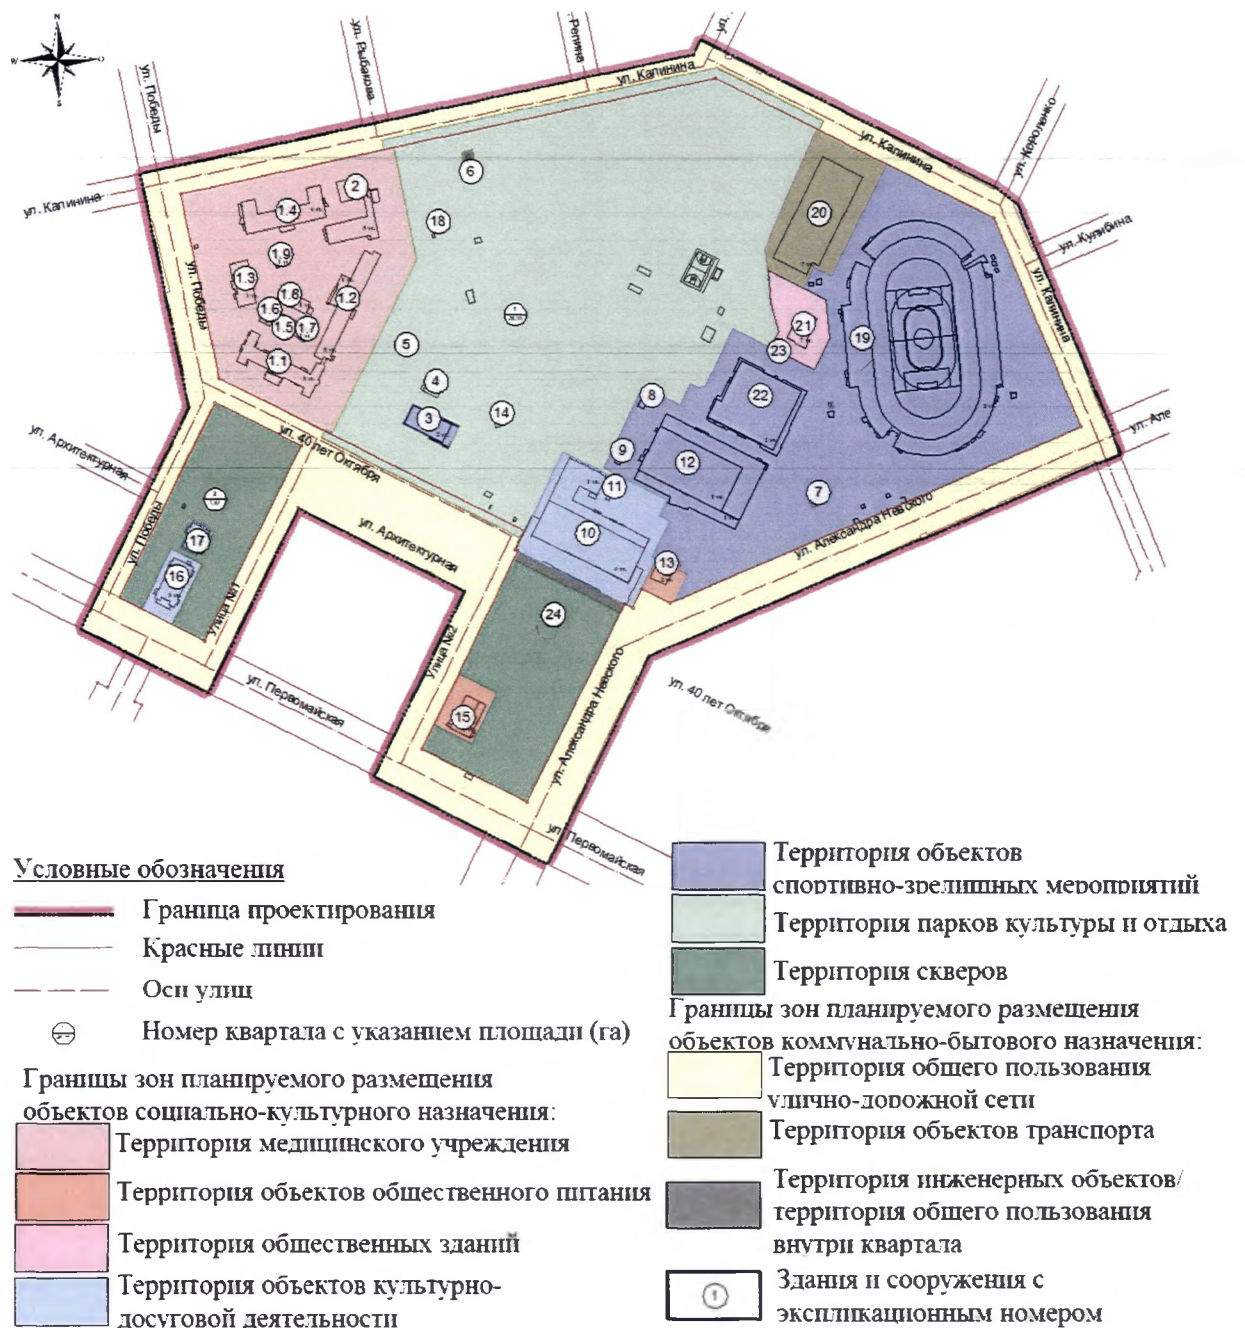 N
W
O
S
ул. Победы
ул. Рыбакова
Репина
ул.
ул. Калинина
ул. Калинина
ул. Короленко
ул. Кулибина
ул. Калинина
ул. Калинина
ул. Победы
6
2
1.4
18
20
1.9
1.3
1.8
1.2
1.6
1.5
1.7
1.1
21
19
23
5
4
3
14
8
22
9
12
7
11
10
13
ул. Але
ул. Архитектурная
ул. 40 лет Октября
ул. Архитектурная
ул. Александра Невского
ул. Победы
17
16
Улица №1
24
Улица №2
15
ул. Первомайская
ул. Александра Невского
ул. 40 лет Октября
ул. Первомайская
Условные обозначения
Граница проектирования
Красные линии
Оси улиц
Номер квартала с указанием площади (га)
Границы зон планируемого размещения
объектов социально-культурного назначения:
Территория медицинского учреждения
Территория объектов общественного питания
Территория общественных зданий
Территория объектов культурно-
досуговой деятельности
Территория объектов
спортивно-зрелищных мероприятий
Территория парков культуры и отдыха
Территория скверов
Границы зон планируемого размещения
объектов коммунально-бытового назначения:
Территория общего пользования
улично-дорожной сети
Территория объектов транспорта
Территория инженерных объектов/
территория общего пользования
внутри квартала
1
Здания и сооружения с
экспликационным номером